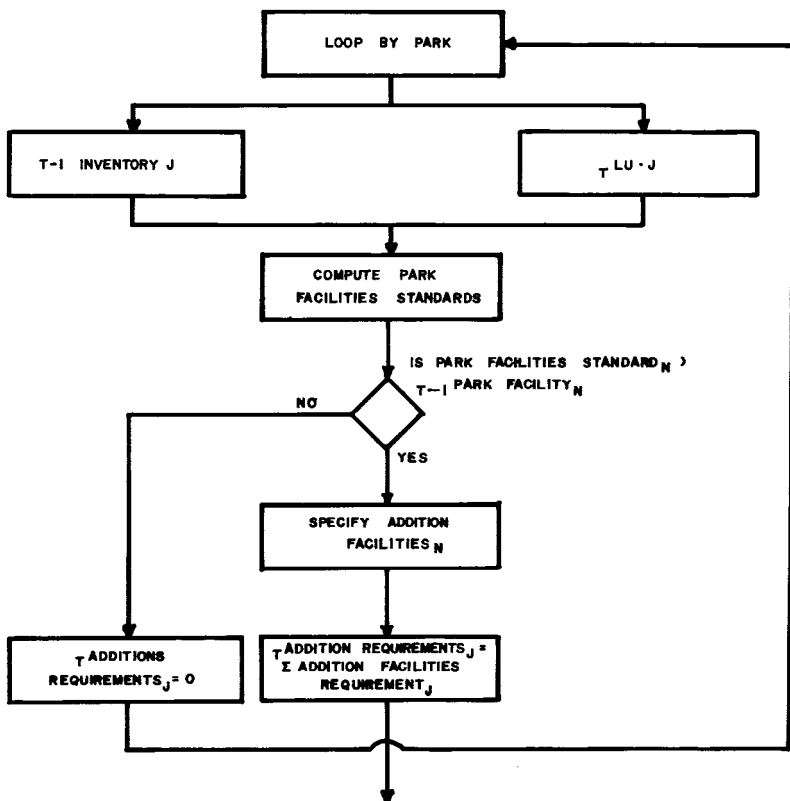 LOOP BY PARK
T-1 INVENTORY J
T LU · J
COMPUTE PARK
FACILITIES STANDARDS
IS PARK FACILITIES STANDARD N >
T-1 PARK FACILITY N
NO
YES
SPECIFY ADDITION
FACILITIES N
T ADDITIONS
REQUIREMENTS J = 0
T ADDITION REQUIREMENTS J =
Σ ADDITION FACILITIES
REQUIREMENT J